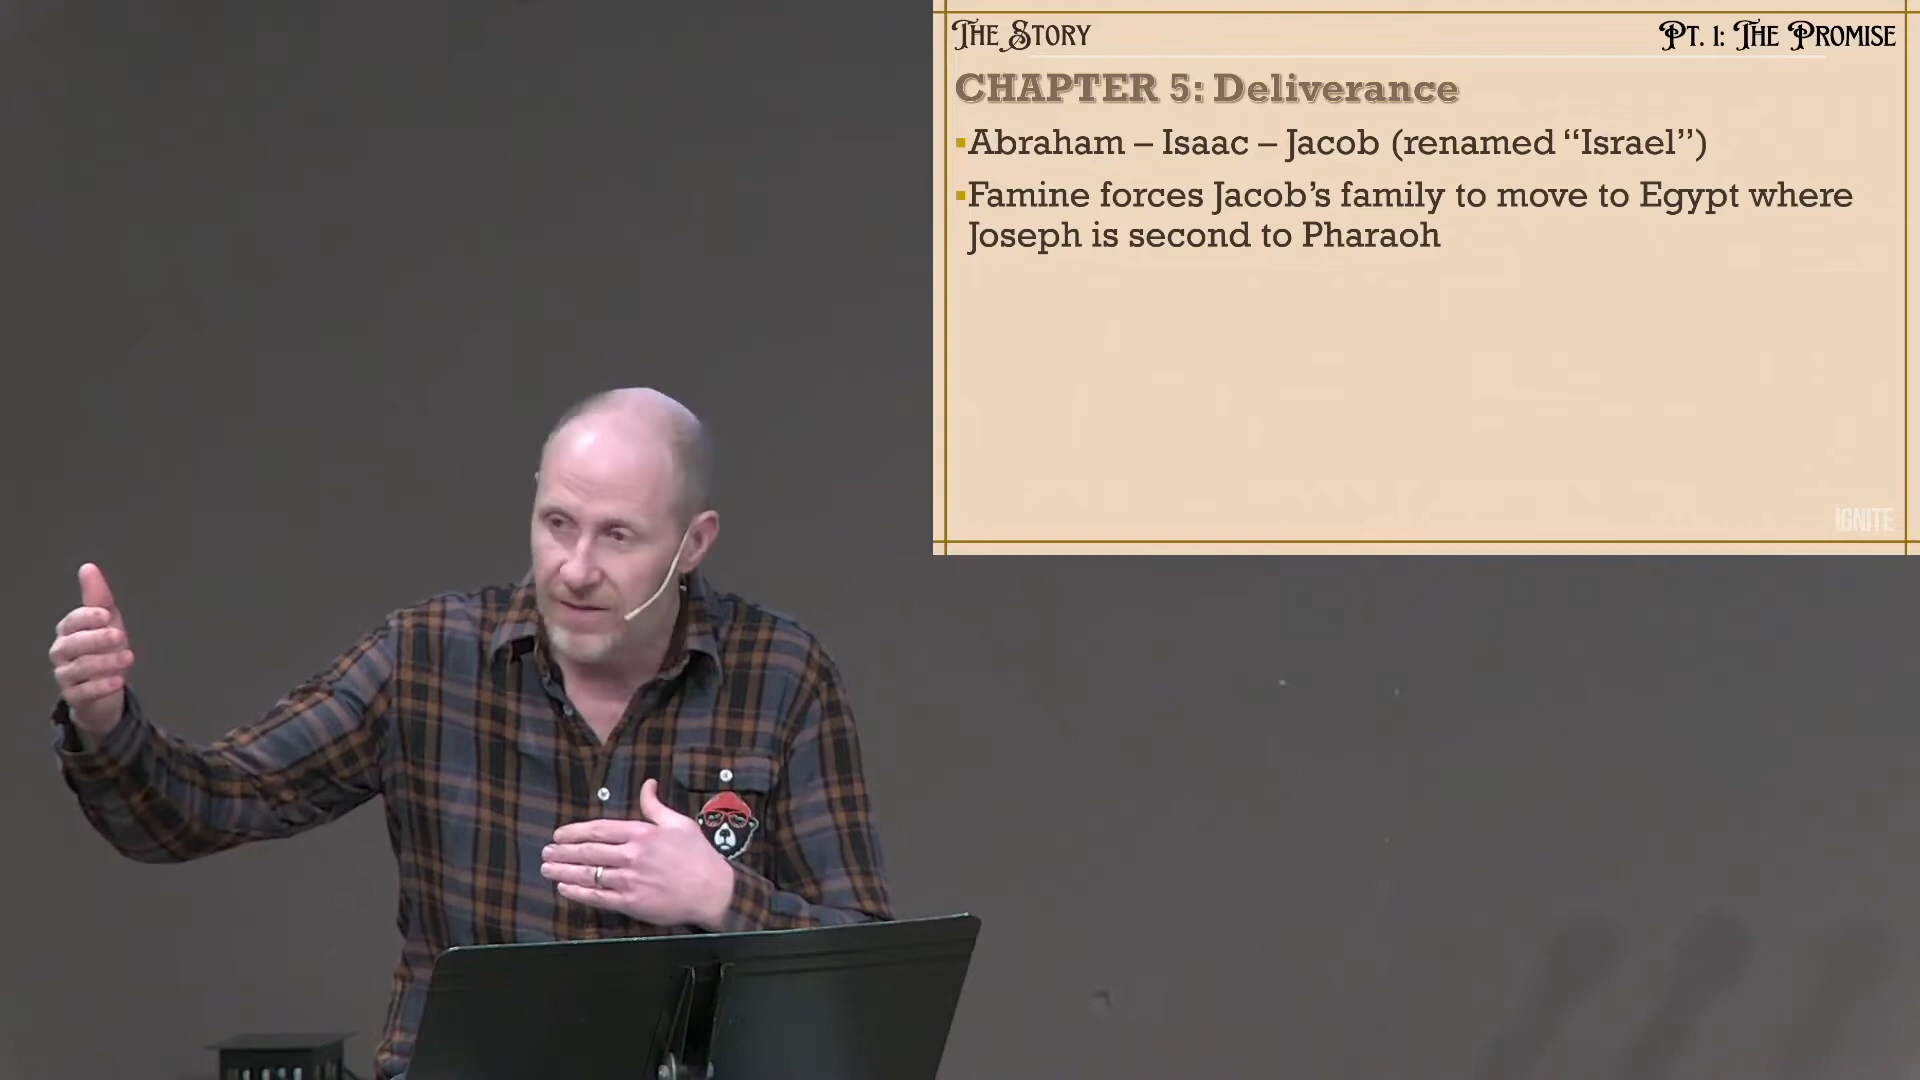 The Story
Pt. 1: The Promise
CHAPTER 5: Deliverance
▪Abraham – Isaac – Jacob (renamed “Israel”)
▪Famine forces Jacob’s family to move to Egypt where
Joseph is second to Pharaoh
IGNITE